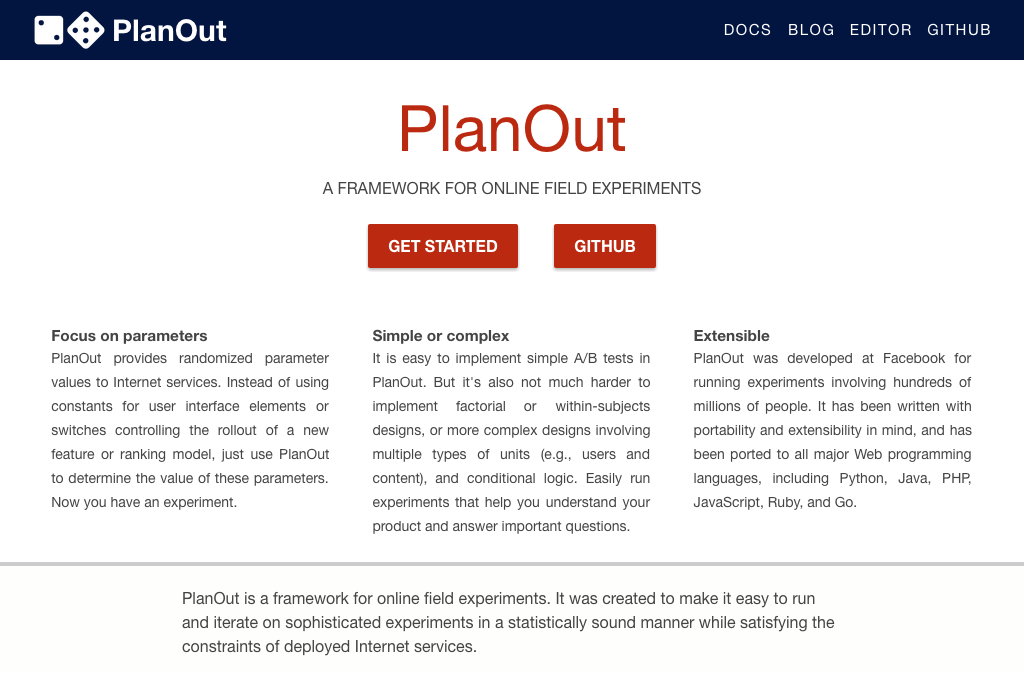 PlanOut
DOCS BLOG EDITOR GITHUB
PlanOut
A FRAMEWORK FOR ONLINE FIELD EXPERIMENTS
GET STARTED GITHUB
Focus on parameters
PlanOut provides randomized parameter
values to Internet services. Instead of using
constants for user interface elements or
switches controlling the rollout of a new
feature or ranking model, just use PlanOut
to determine the value of these parameters.
Now you have an experiment.
Simple or complex
It is easy to implement simple A/B tests in
PlanOut. But it's also not much harder to
implement factorial or within-subjects
designs, or more complex designs involving
multiple types of units (e.g., users and
content), and conditional logic. Easily run
experiments that help you understand your
product and answer important questions.
Extensible
PlanOut was developed at Facebook for
running experiments involving hundreds of
millions of people. It has been written with
portability and extensibility in mind, and has
been ported to all major Web programming
languages, including Python, Java, PHP,
JavaScript, Ruby, and Go.
PlanOut is a framework for online field experiments. It was created to make it easy to run
and iterate on sophisticated experiments in a statistically sound manner while satisfying the
constraints of deployed Internet services.